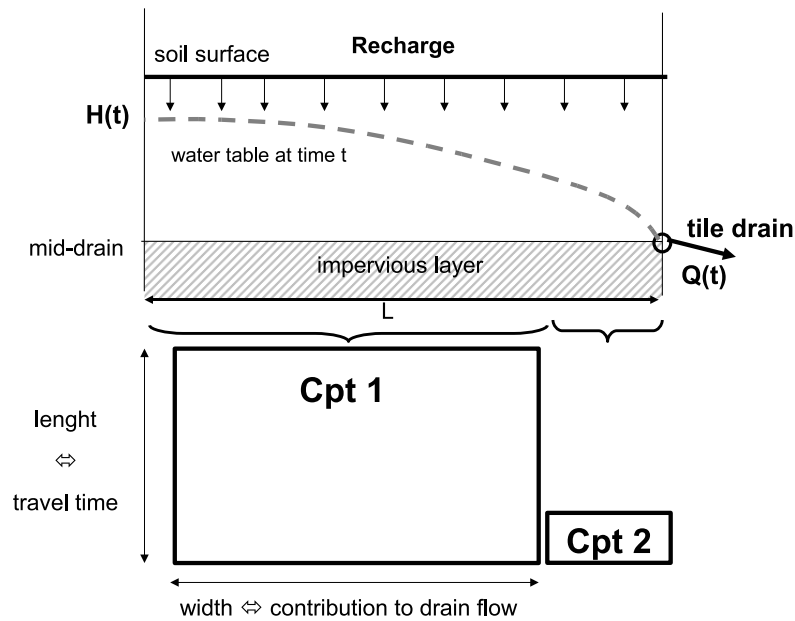 Recharge
soil surface
H(t)
water table at time t
tile drain
mid-drain
impervious layer
Q(t)
L
Cpt 1
lenght
⇔
travel time
Cpt 2
width ⇔ contribution to drain flow